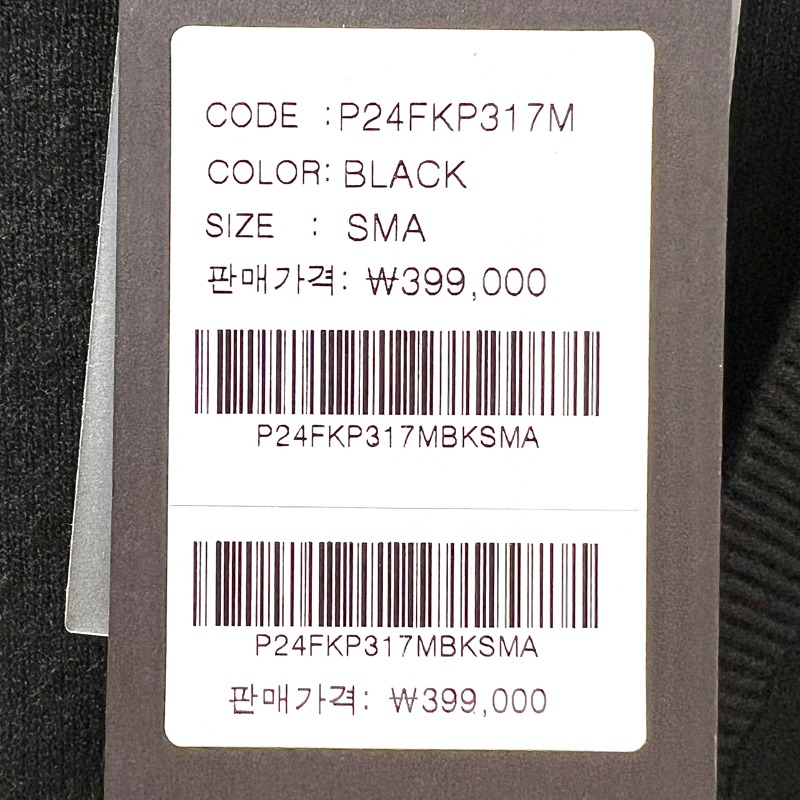 CODE :P24FKP317M
COLOR: BLACK
SIZE : SMA
판매가격: ₩399,000
P24FKP317MBKSMA
P24FKP317MBKSMA
판매가격: ₩399,000